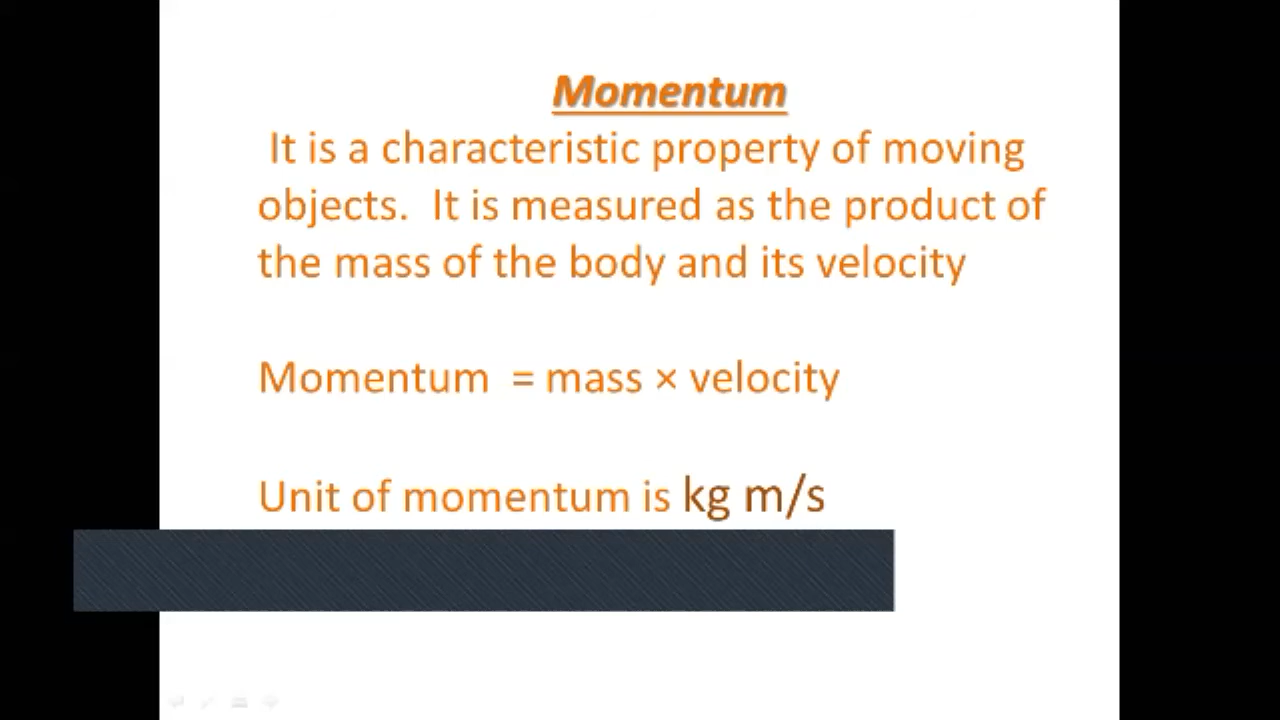 Momentum
It is a characteristic property of moving
objects. It is measured as the product of
the mass of the body and its velocity
Momentum = mass × velocity
Unit of momentum is kg m/s